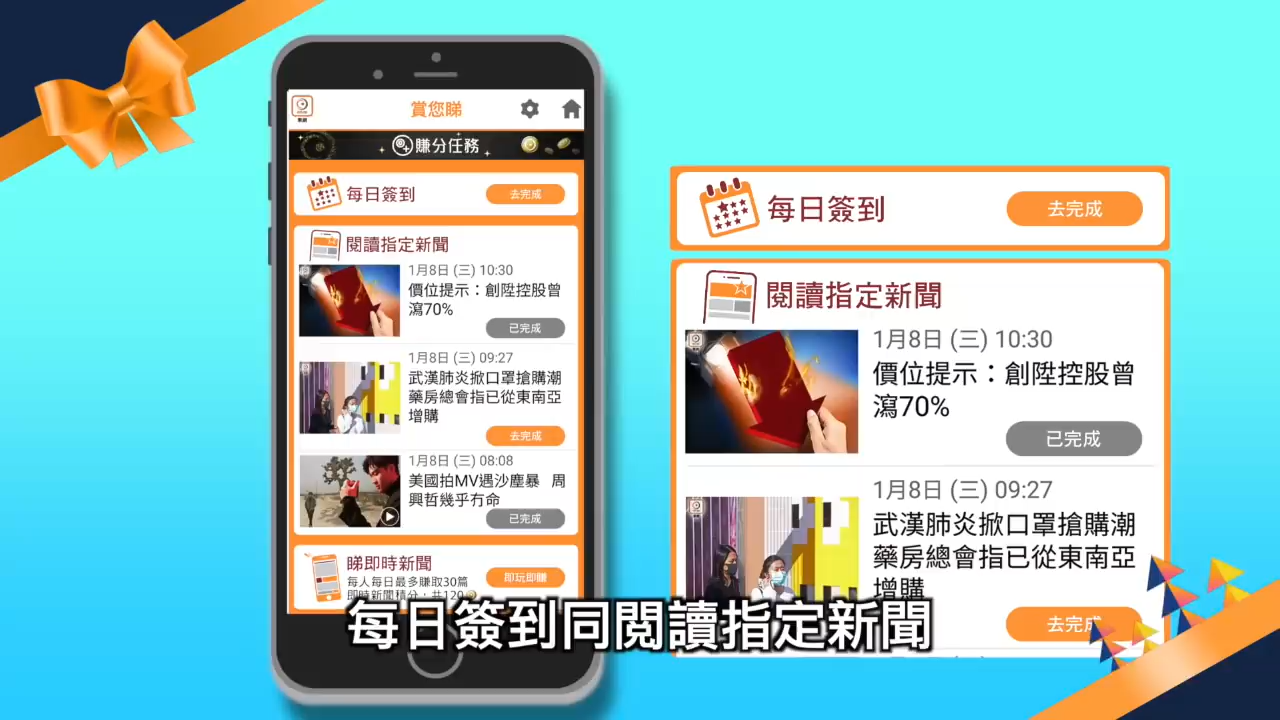 賞您睇
賺分任務
每日簽到
去完成
閱讀指定新聞
1月8日 (三) 10:30
價位提示：創陞控股曾
瀉70%
已完成
1月8日 (三) 09:27
武漢肺炎掀口罩搶購潮
藥房總會指已從東南亞
增購
去完成
1月8日 (三) 08:08
美國拍MV遇沙塵暴 周
興哲幾乎冇命
已完成
睇即時新聞
每人每日最多賺取30篇
即時新聞積分，共120
即玩即賺
每日簽到
去完成
閱讀指定新聞
1月8日 (三) 10:30
價位提示：創陞控股曾
瀉70%
已完成
1月8日 (三) 09:27
武漢肺炎掀口罩搶購潮
藥房總會指已從東南亞
增購
去完成
每日簽到同閱讀指定新聞